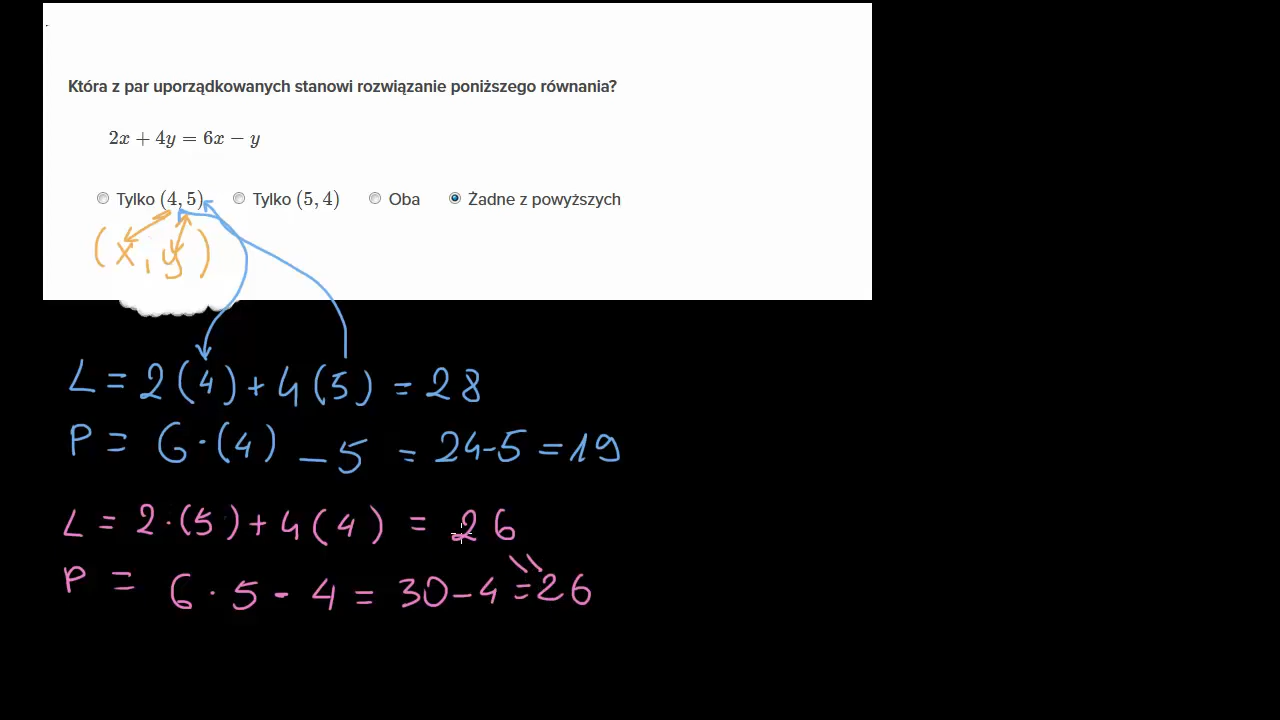 Która z par uporządkowanych stanowi rozwiązanie poniższego równania?
2x + 4y = 6x − y
Tylko (4, 5) Tylko (5, 4) Oba Żadne z powyższych
(x, y)
L = 2(4) + 4(5) = 28
P = 6·(4) − 5 = 24-5 = 19
L = 2·(5) + 4(4) = 26
P = 6·5 - 4 = 30-4 = 26